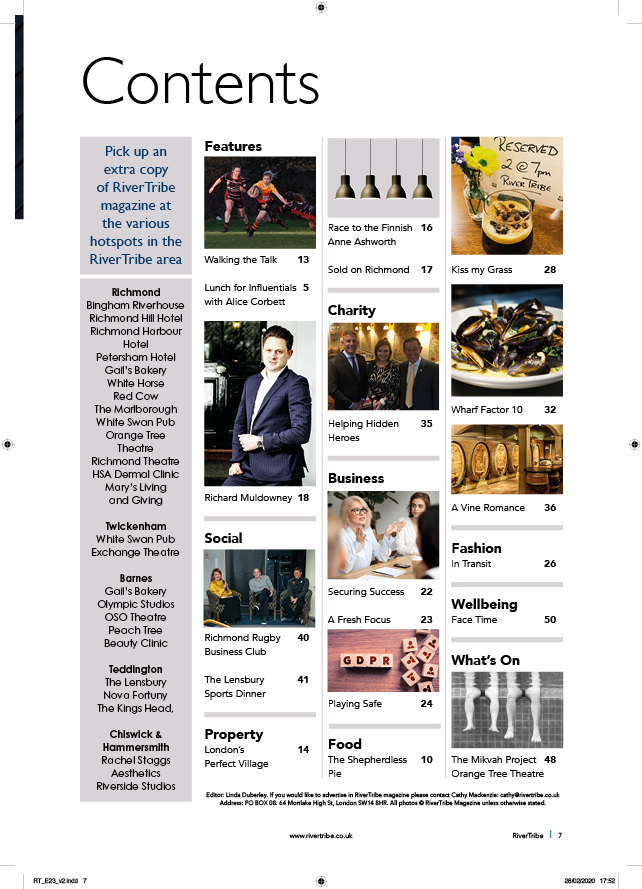 Contents
Pick up an
extra copy
of RiverTribe
magazine at
the various
hotspots in the
RiverTribe area
Richmond
Bingham Riverhouse
Richmond Hill Hotel
Richmond Harbour
Hotel
Petersham Hotel
Gail's Bakery
White Horse
Red Cow
The Marlborough
White Swan Pub
Orange Tree
Theatre
Richmond Theatre
HSA Dermal Clinic
Mary's Living
and Giving
Twickenham
White Swan Pub
Exchange Theatre
Barnes
Gail's Bakery
Olympic Studios
OSO Theatre
Peach Tree
Beauty Clinic
Teddington
The Lensbury
Nova Fortuny
The Kings Head,
Chiswick &
Hammersmith
Rachel Staggs
Aesthetics
Riverside Studios
Features
Walking the Talk 13
Lunch for Influentials 5
with Alice Corbett
Richard Muldowney 18
Social
Richmond Rugby 40
Business Club
The Lensbury 41
Sports Dinner
Property
London's 14
Perfect Village
Race to the Finnish 16
Anne Ashworth
Sold on Richmond 17
Charity
Helping Hidden 35
Heroes
Business
Securing Success 22
A Fresh Focus 23
GDPR
Playing Safe 24
Food
The Shepherdless 10
Pie
RESERVED
2 @ 7pm
RIVER TRIBE
Kiss my Grass 28
Wharf Factor 10 32
A Vine Romance 36
Fashion
In Transit 26
Wellbeing
Face Time 50
What's On
The Mikvah Project 48
Orange Tree Theatre
Editor: Linda Duberley. If you would like to advertise in RiverTribe magazine please contact Cathy Mackenzie: cathy@rivertribe.co.uk
Address: PO BOX 08. 64 Mortlake High St, London SW14 8HR. All photos © RiverTribe Magazine unless otherwise stated.
www.rivertribe.co.uk
RiverTribe | 7
RT_E23_v2.indd 7
28/02/2020 17:52